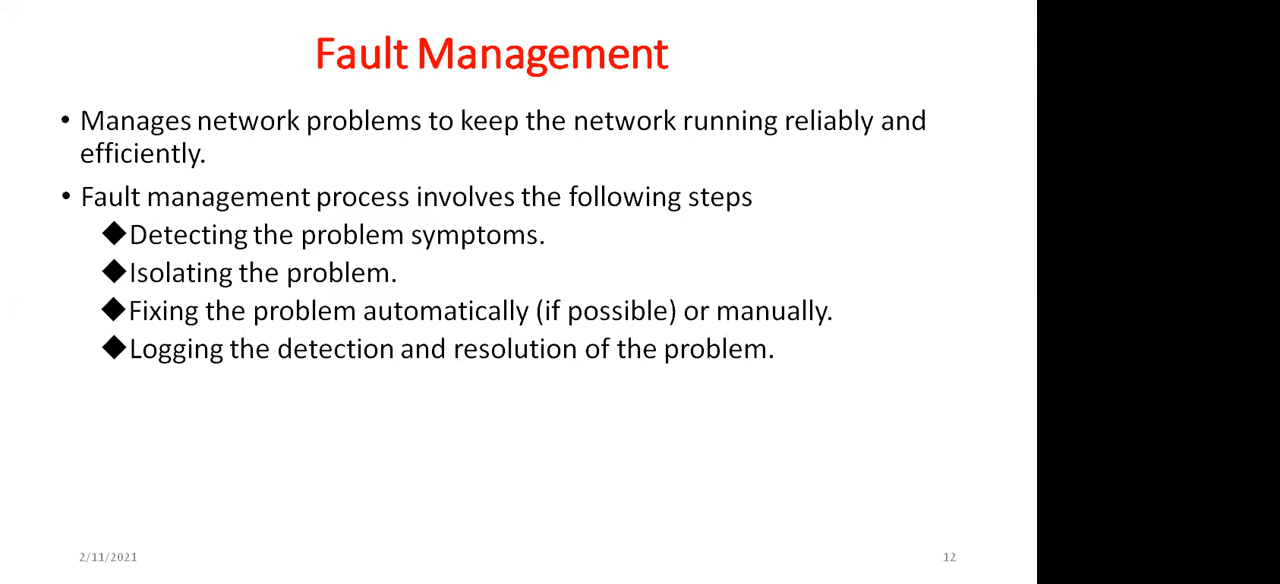 Fault Management
• Manages network problems to keep the network running reliably and
efficiently.
• Fault management process involves the following steps
◆Detecting the problem symptoms.
◆Isolating the problem.
◆Fixing the problem automatically (if possible) or manually.
◆Logging the detection and resolution of the problem.
2/11/2021
12